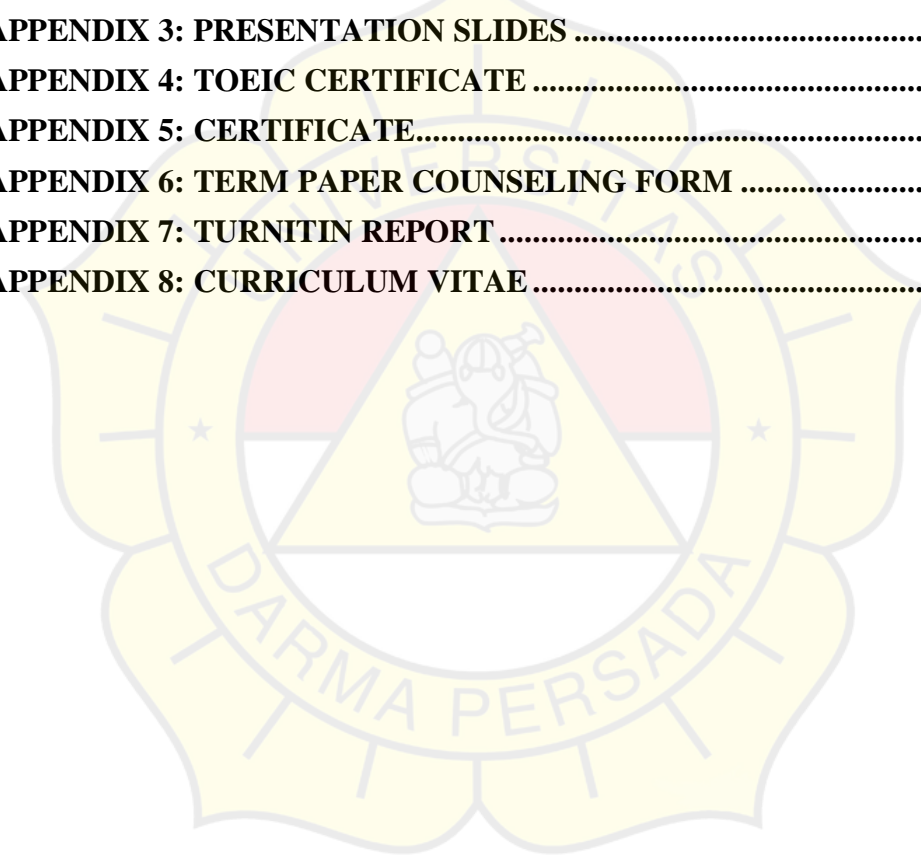 APPENDIX 3: PRESENTATION SLIDES ........................................
APPENDIX 4: TOEIC CERTIFICATE .............................................
APPENDIX 5: CERTIFICATE..........................................................
APPENDIX 6: TERM PAPER COUNSELING FORM .....................
APPENDIX 7: TURNITIN REPORT .................................................
APPENDIX 8: CURRICULUM VITAE .............................................
UNIVERSITAS
DARMA PERSADA